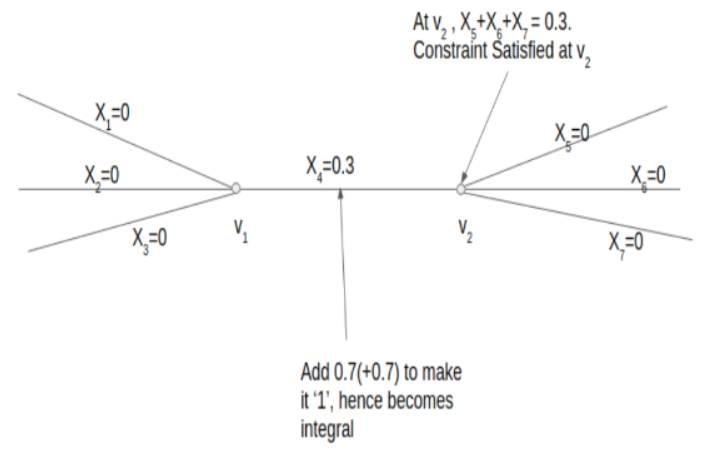 At v₂ , X₅+X₆+X₇ = 0.3.
Constraint Satisfied at v₂
X₁=0
X₅=0
X₂=0
X₄=0.3
X₆=0
X₃=0
v₁
v₂
X₇=0
Add 0.7(+0.7) to make
it ‘1’, hence becomes
integral